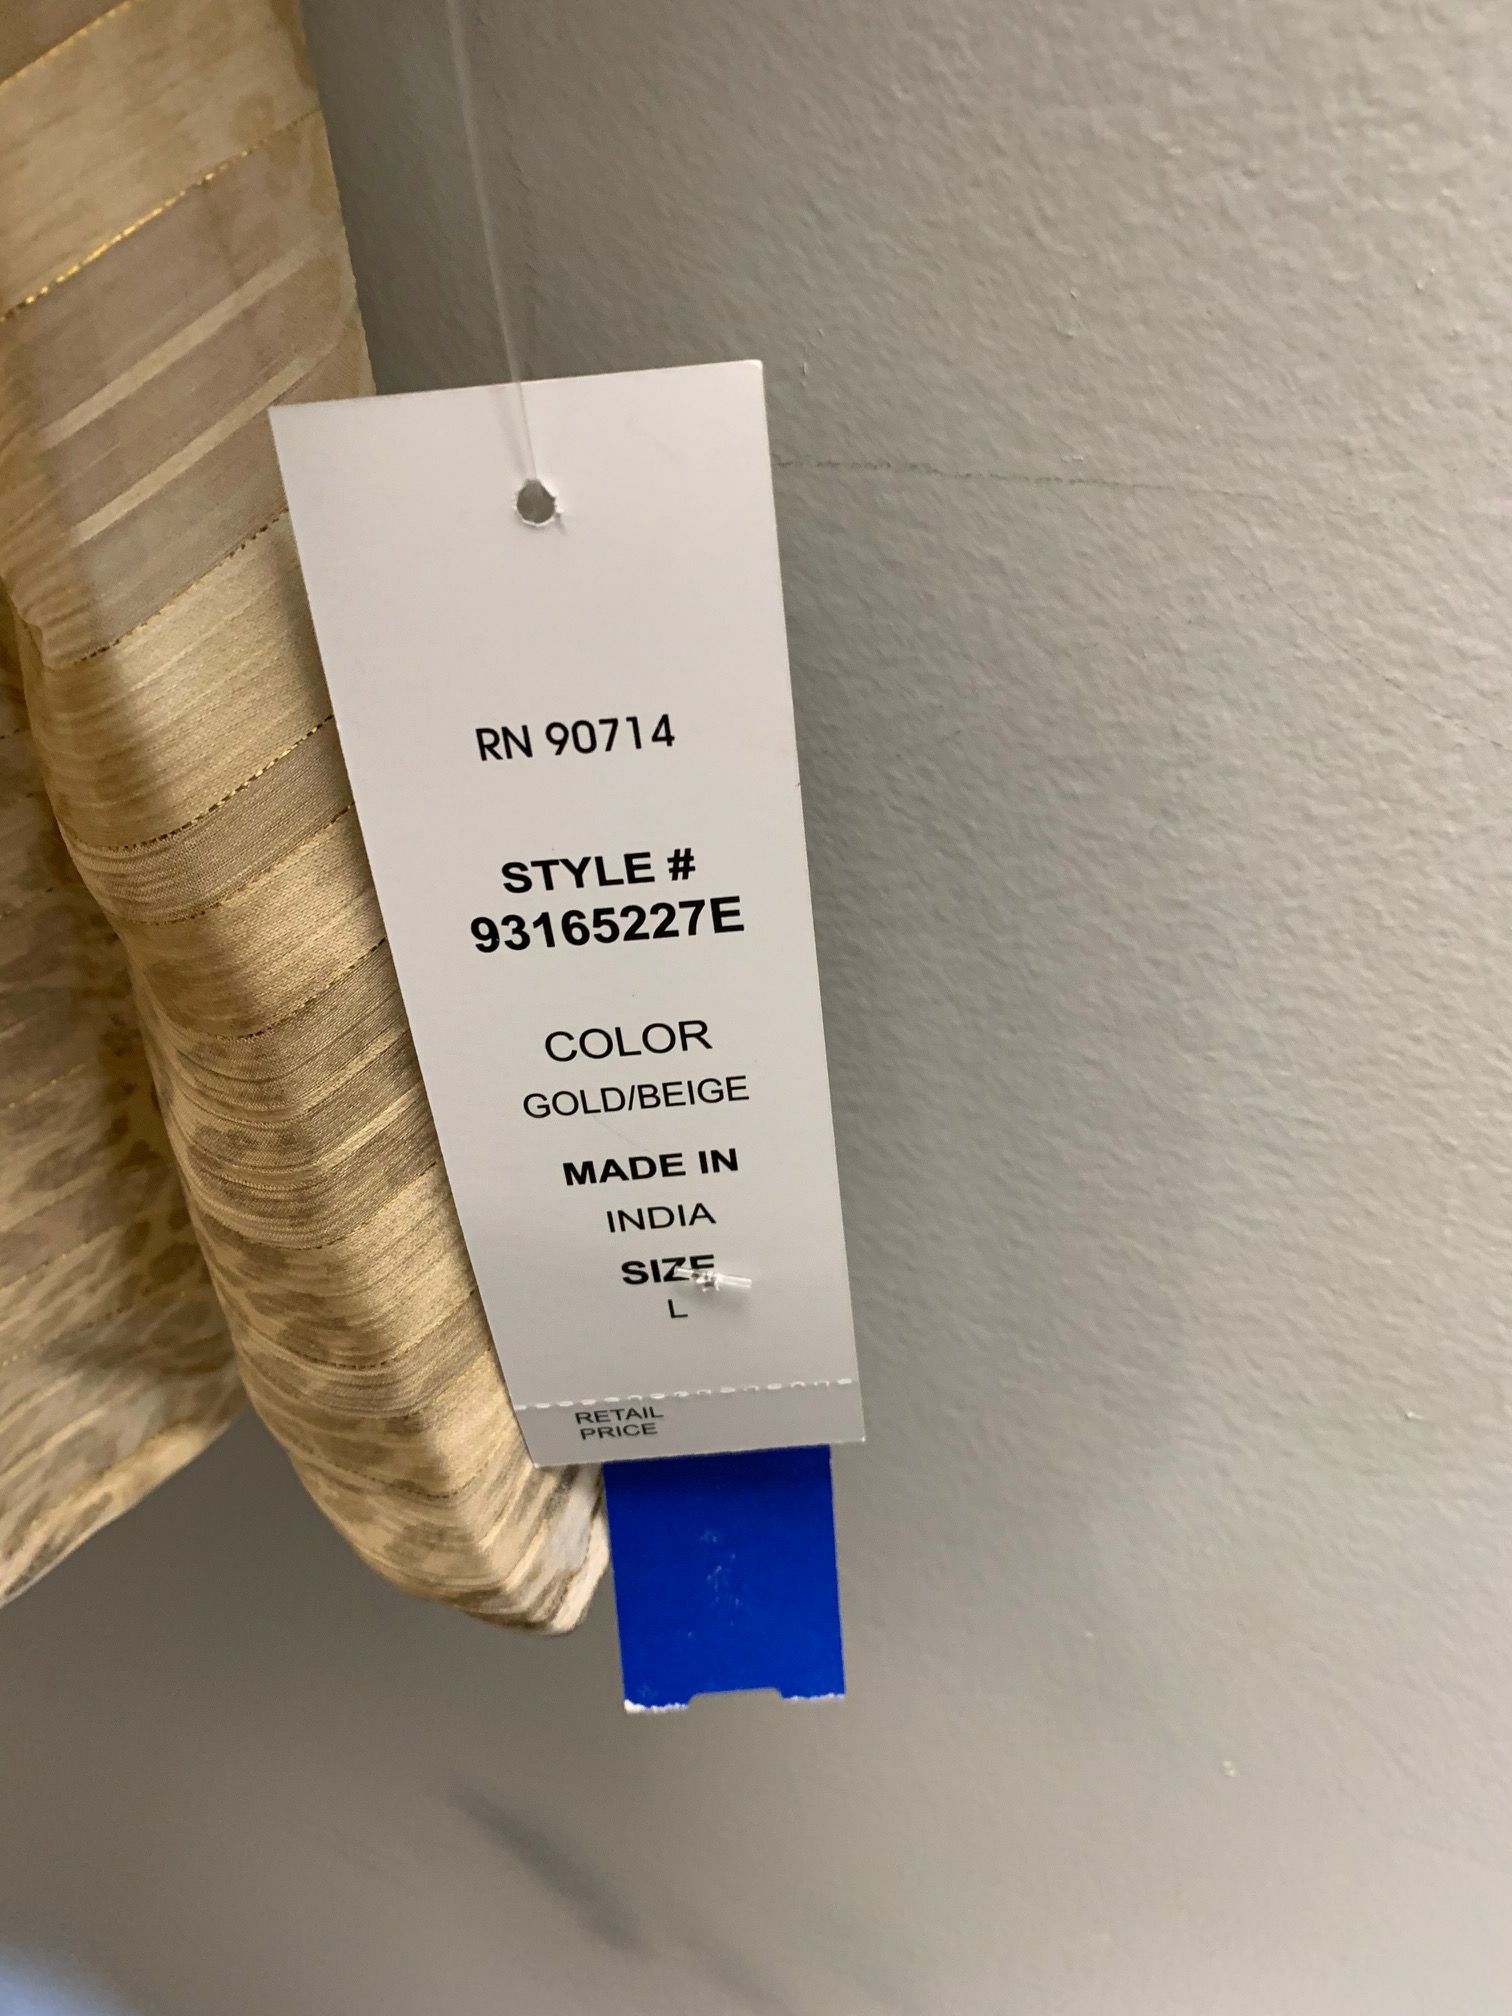 RN 90714
STYLE #
93165227E
COLOR
GOLD/BEIGE
MADE IN
INDIA
SIZE
L
RETAIL
PRICE